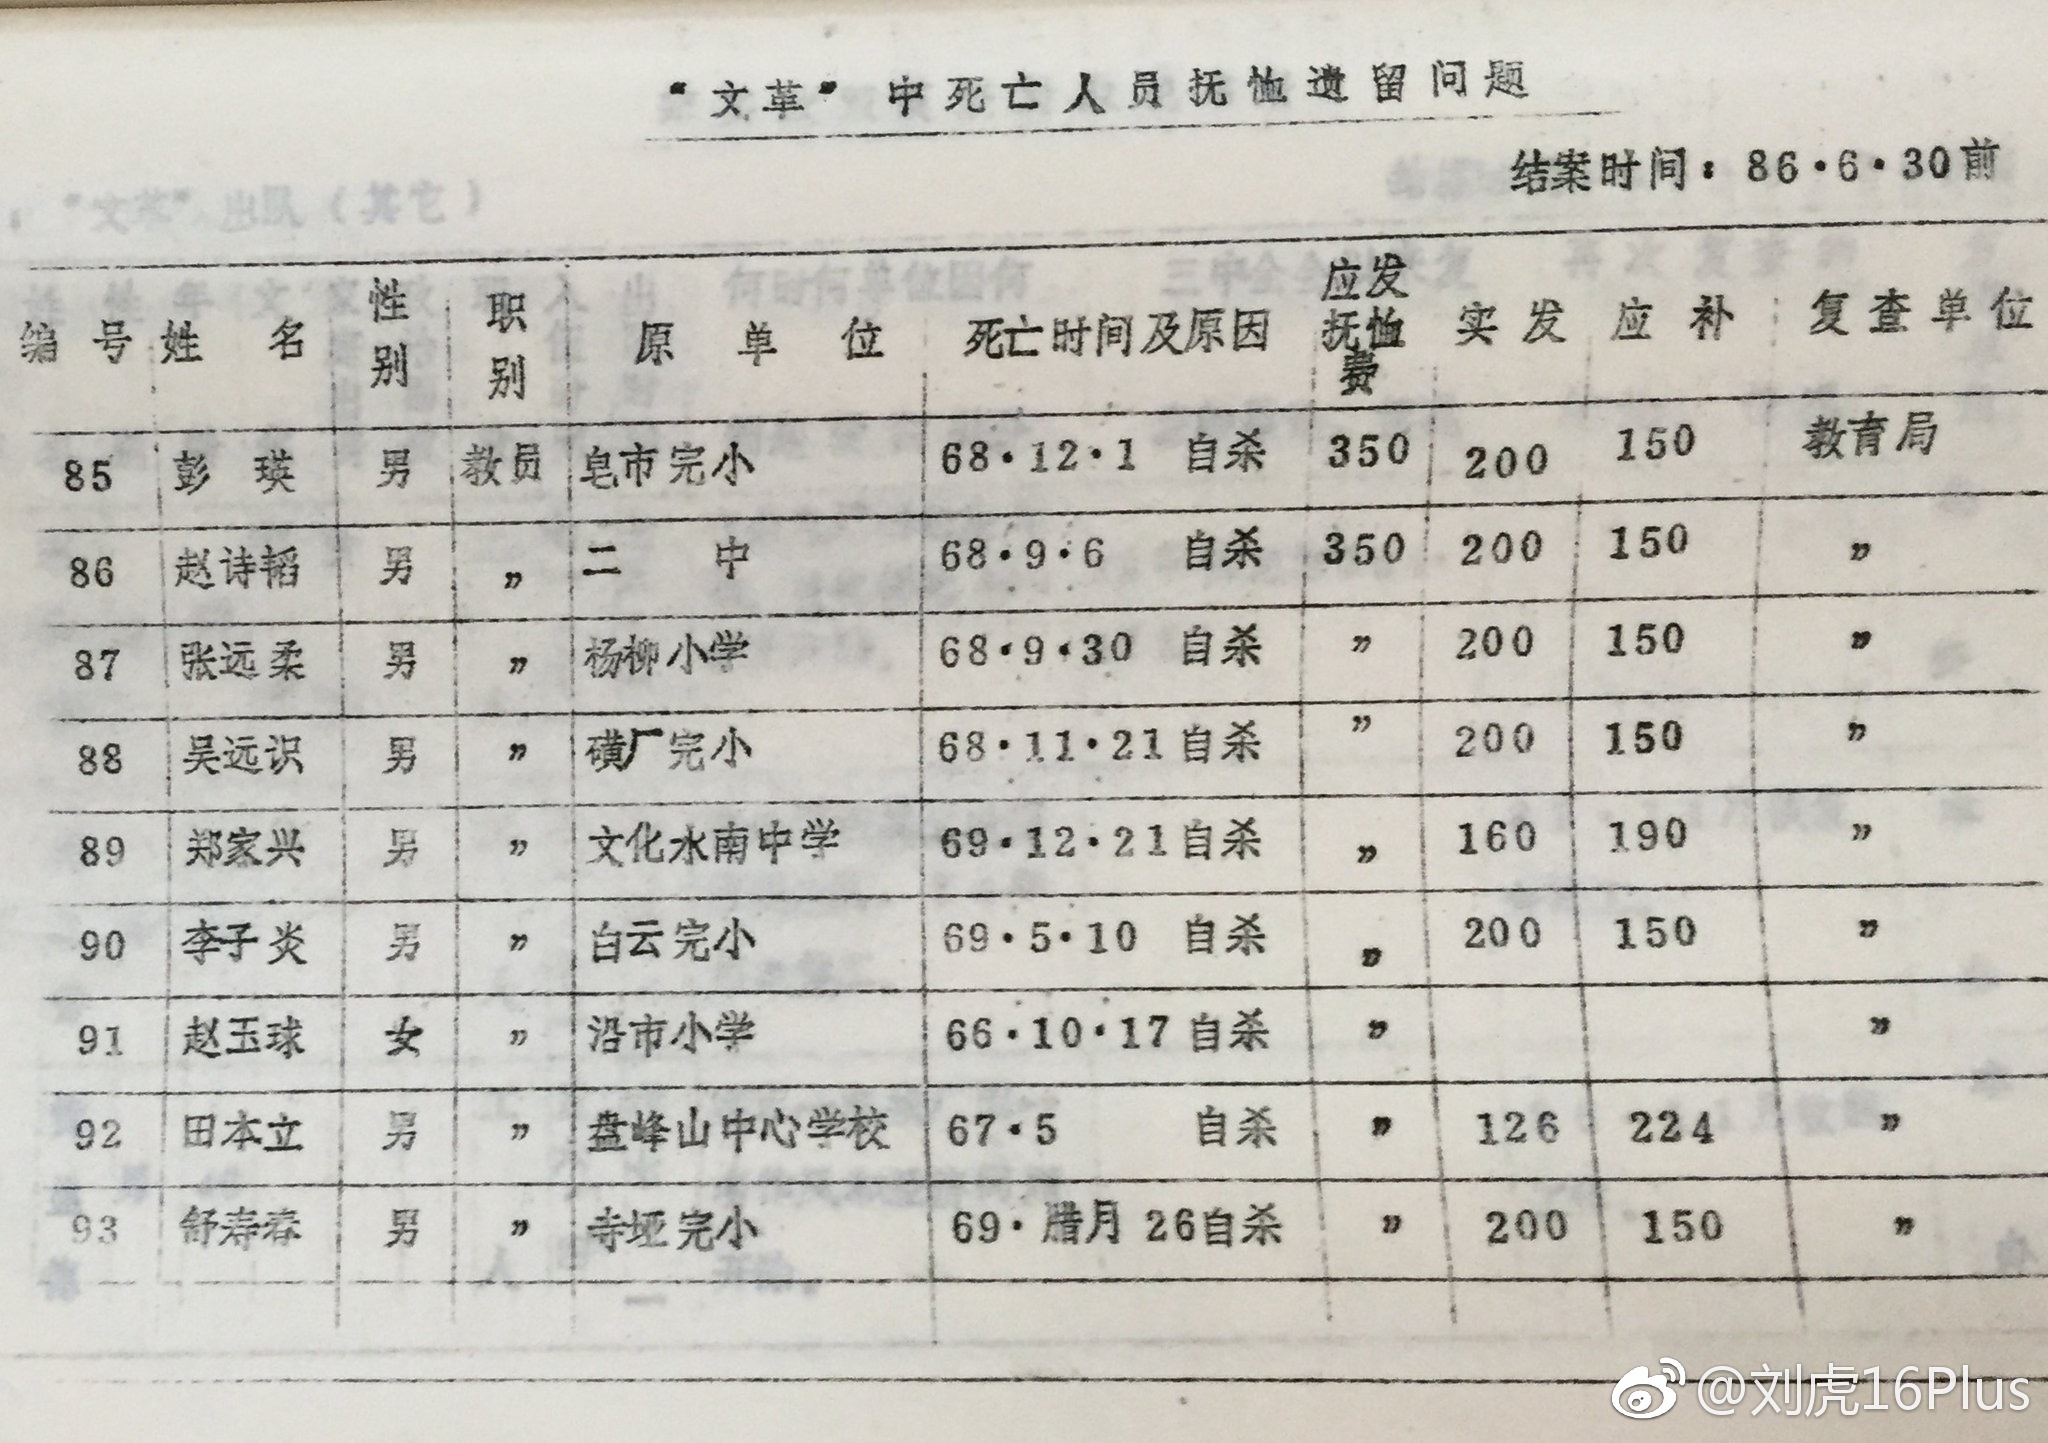 “文革”中死亡人员抚恤遗留问题
结案时间：86·6·30前
编号 姓名 性别 职别 原单位 死亡时间及原因 应发抚恤费 实发 应补 复查单位
85 彭瑛 男 教员 皂市完小 68·12·1 自杀 350 200 150 教育局
86 赵诗韬 男 〃 二中 68·9·6 自杀 350 200 150 〃
87 张远柔 男 〃 杨柳小学 68·9·30 自杀 〃 200 150 〃
88 吴远识 男 〃 磺厂完小 68·11·21 自杀 〃 200 150 〃
89 郑家兴 男 〃 文化水南中学 69·12·21 自杀 〃 160 190 〃
90 李子炎 男 〃 白云完小 69·5·10 自杀 〃 200 150 〃
91 赵玉球 女 〃 沿市小学 66·10·17 自杀 〃 〃
92 田本立 男 〃 盘峰山中心学校 67·5 自杀 〃 126 224 〃
93 舒寿春 男 〃 寺垭完小 69·腊月26 自杀 〃 200 150 〃
@刘虎16Plus